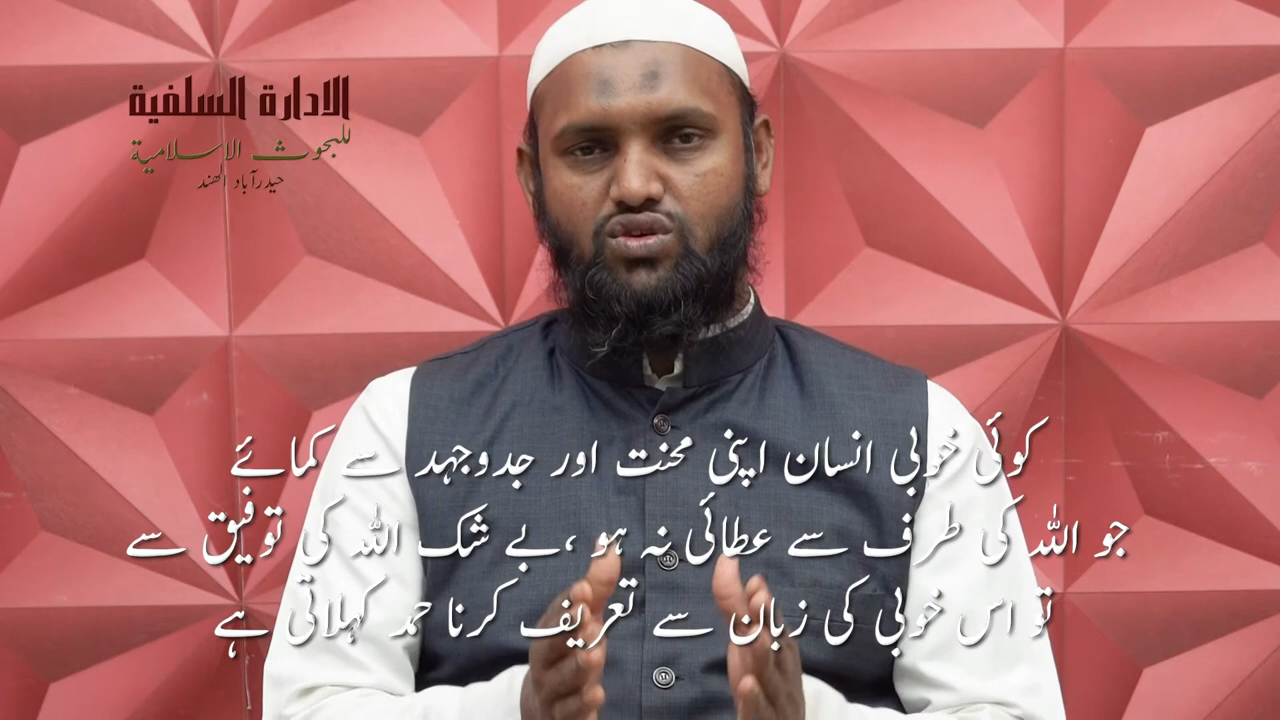 الادارة السلفية
للبحوث الاسلامية
حیدرآباد الھند
کوئی خوبی انسان اپنی محنت اور جدوجہد سے کمائے
جو اللہ کی طرف سے عطائی نہ ہو ،بے شک اللہ کی توفیق سے
تو اس خوبی کی زبان سے تعریف کرنا حمد کہلاتی ہے